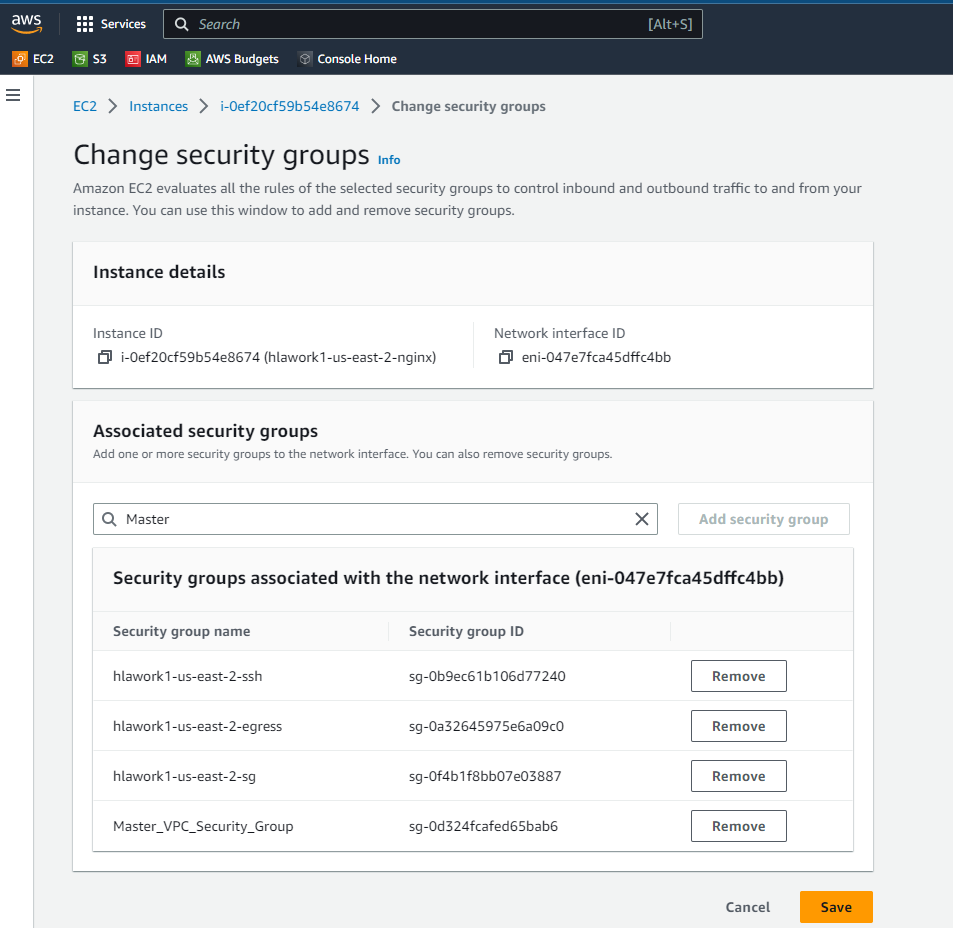 aws
Services
Search
[Alt+S]
EC2
S3
IAM
AWS Budgets
Console Home
EC2 > Instances > i-0ef20cf59b54e8674 > Change security groups
Change security groups Info
Amazon EC2 evaluates all the rules of the selected security groups to control inbound and outbound traffic to and from your
instance. You can use this window to add and remove security groups.
Instance details
Instance ID
i-0ef20cf59b54e8674 (hlawork1-us-east-2-nginx)
Network interface ID
eni-047e7fca45dffc4bb
Associated security groups
Add one or more security groups to the network interface. You can also remove security groups.
Master
Add security group
Security groups associated with the network interface (eni-047e7fca45dffc4bb)
Security group name Security group ID
hlawork1-us-east-2-ssh sg-0b9ec61b106d77240 Remove
hlawork1-us-east-2-egress sg-0a32645975e6a09c0 Remove
hlawork1-us-east-2-sg sg-0f4b1f8bb07e03887 Remove
Master_VPC_Security_Group sg-0d324fcafed65bab6 Remove
Cancel Save